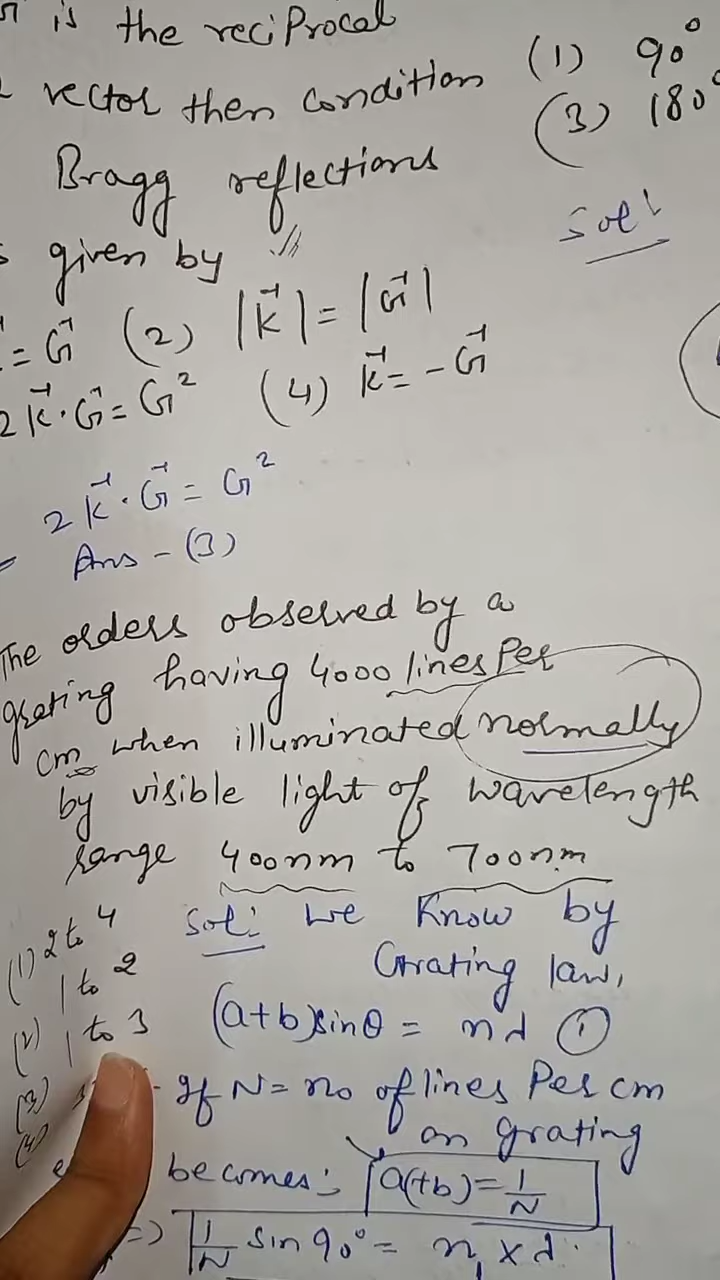 is the reciprocal
vector then condition
Bragg reflections
given by
= G⃗ (2) |K⃗| = |G⃗|
2K⃗·G⃗ = G² (4) K⃗ = -G⃗
(1) 90°
(3) 180°
Sol:
2K⃗·G⃗ = G²
Ans - (3)
The orders observed by a
grating having 4000 lines Per
cm when illuminated normally
by visible light of wavelength
range 400nm to 700nm
(1) 2 to 4
(2) 1 to 2
(3) 1 to 3
(4)
Sol: We Know by
Grating law,
(a+b)sinθ = nλ ①
If N = no of lines Per cm
on grating
becomes: (a+b) = 1/N
=> 1/N sin 90° = n₁ × λ